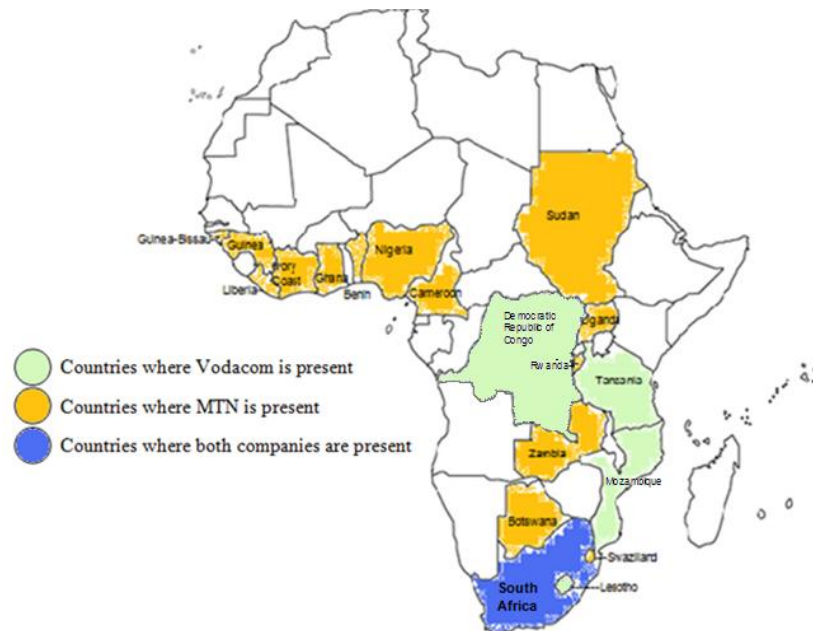 Sudan
Guinea-Bissau
Guinea
Nigeria
Ivory
Coast
Ghana
Liberia
Benin
Cameroon
Democratic
Republic of
Congo
Uganda
Rwanda
Countries where Vodacom is present
Tanzania
Countries where MTN is present
Countries where both companies are present
Zambia
Mozambique
Botswana
Swaziland
South
Africa
Lesotho